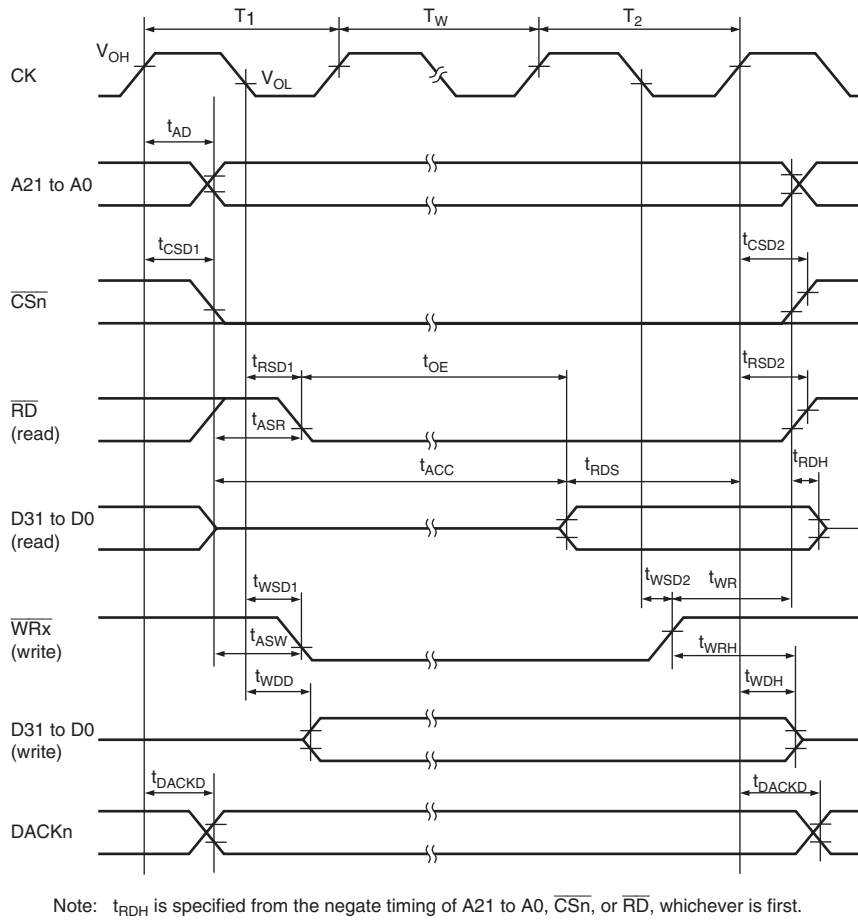 T1 TW T2
VOH
CK
VOL
tAD
A21 to A0
tCSD1 tCSD2
CSn
tRSD1 tOE tRSD2
RD
(read)
tASR
tACC tRDS tRDH
D31 to D0
(read)
tWSD1 tWSD2 tWR
WRx
(write)
tASW tWRH
tWDD tWDH
D31 to D0
(write)
tDACKD tDACKD
DACKn
Note: tRDH is specified from the negate timing of A21 to A0, CSn, or RD, whichever is first.